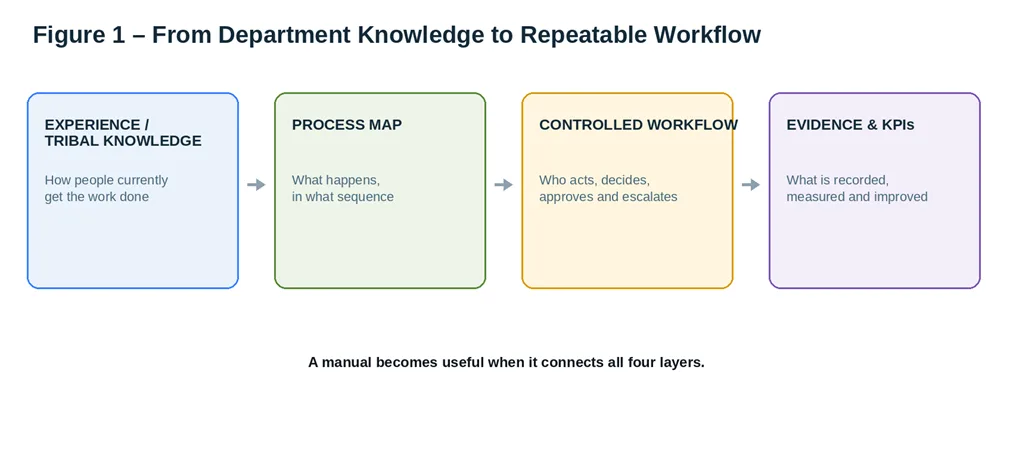 Figure 1 – From Department Knowledge to Repeatable Workflow
EXPERIENCE /
TRIBAL KNOWLEDGE
How people currently
get the work done
PROCESS MAP
What happens,
in what sequence
CONTROLLED WORKFLOW
Who acts, decides,
approves and escalates
EVIDENCE & KPIs
What is recorded,
measured and improved
A manual becomes useful when it connects all four layers.